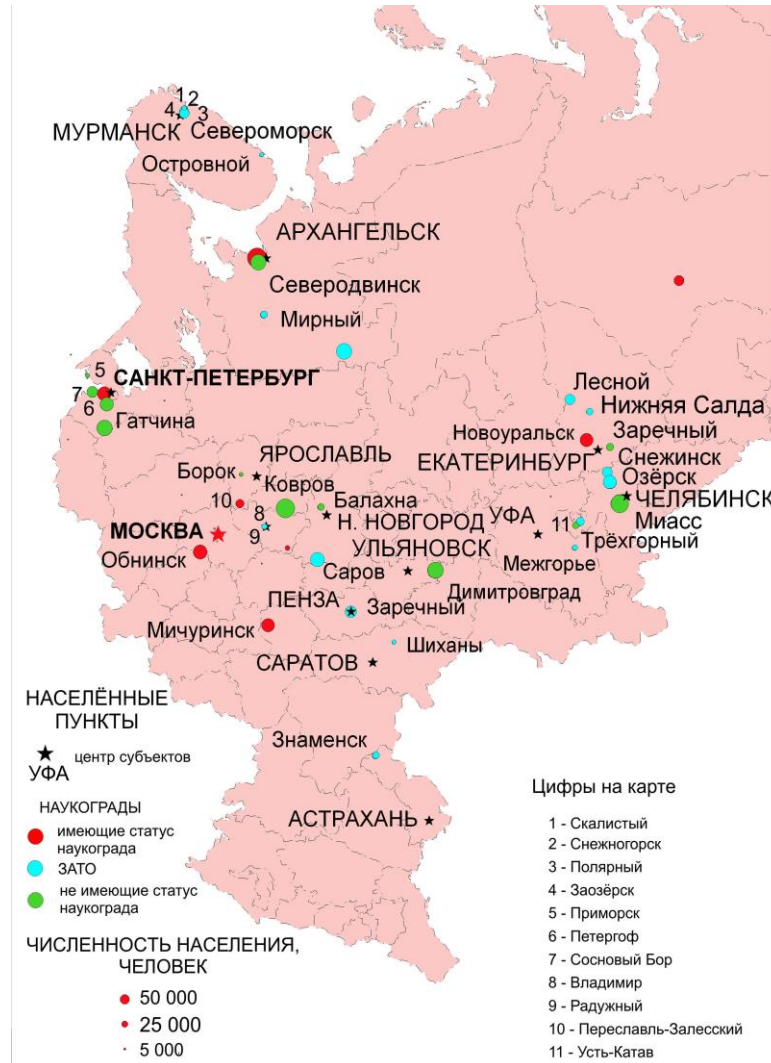 1 2
4 3
МУРМАНСК Североморск
Островной
АРХАНГЕЛЬСК
Северодвинск
Мирный
5
САНКТ-ПЕТЕРБУРГ
7
6
Гатчина
Лесной
Нижняя Салда
Новоуральск Заречный
ЕКАТЕРИНБУРГ
Снежинск
Озёрск
ЧЕЛЯБИНСК
Миасс
ЯРОСЛАВЛЬ
Борок
Ковров
10
Балахна
8
Н. НОВГОРОД
УФА
11
МОСКВА
9
УЛЬЯНОВСК
Трёхгорный
Обнинск
Саров
Межгорье
Димитровград
ПЕНЗА
Заречный
Мичуринск
Шиханы
САРАТОВ
Знаменск
АСТРАХАНЬ
НАСЕЛЁННЫЕ
ПУНКТЫ
центр субъектов
УФА
НАУКОГРАДЫ
имеющие статус
наукограда
ЗАТО
не имеющие статус
наукограда
ЧИСЛЕННОСТЬ НАСЕЛЕНИЯ,
ЧЕЛОВЕК
50 000
25 000
5 000
Цифры на карте
1 - Скалистый
2 - Снежногорск
3 - Полярный
4 - Заозёрск
5 - Приморск
6 - Петергоф
7 - Сосновый Бор
8 - Владимир
9 - Радужный
10 - Переславль-Залесский
11 - Усть-Катав